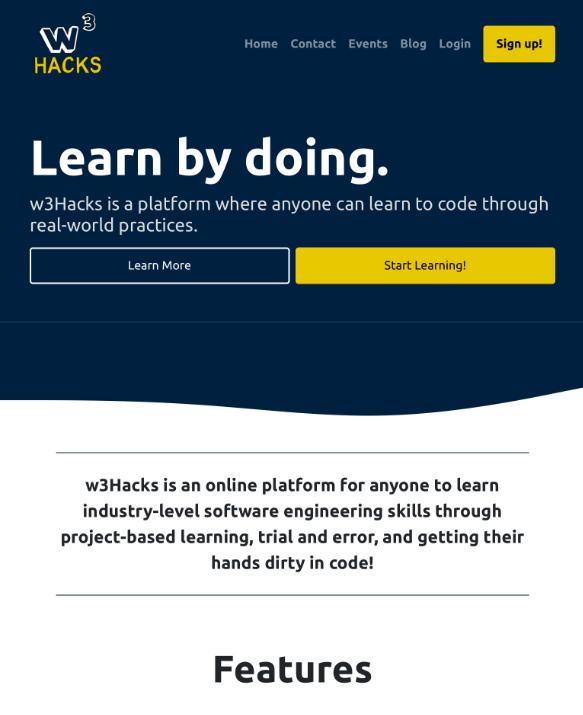 w3
HACKS
Home Contact Events Blog Login Sign up!
Learn by doing.
w3Hacks is a platform where anyone can learn to code through
real-world practices.
Learn More Start Learning!
w3Hacks is an online platform for anyone to learn
industry-level software engineering skills through
project-based learning, trial and error, and getting their
hands dirty in code!
Features